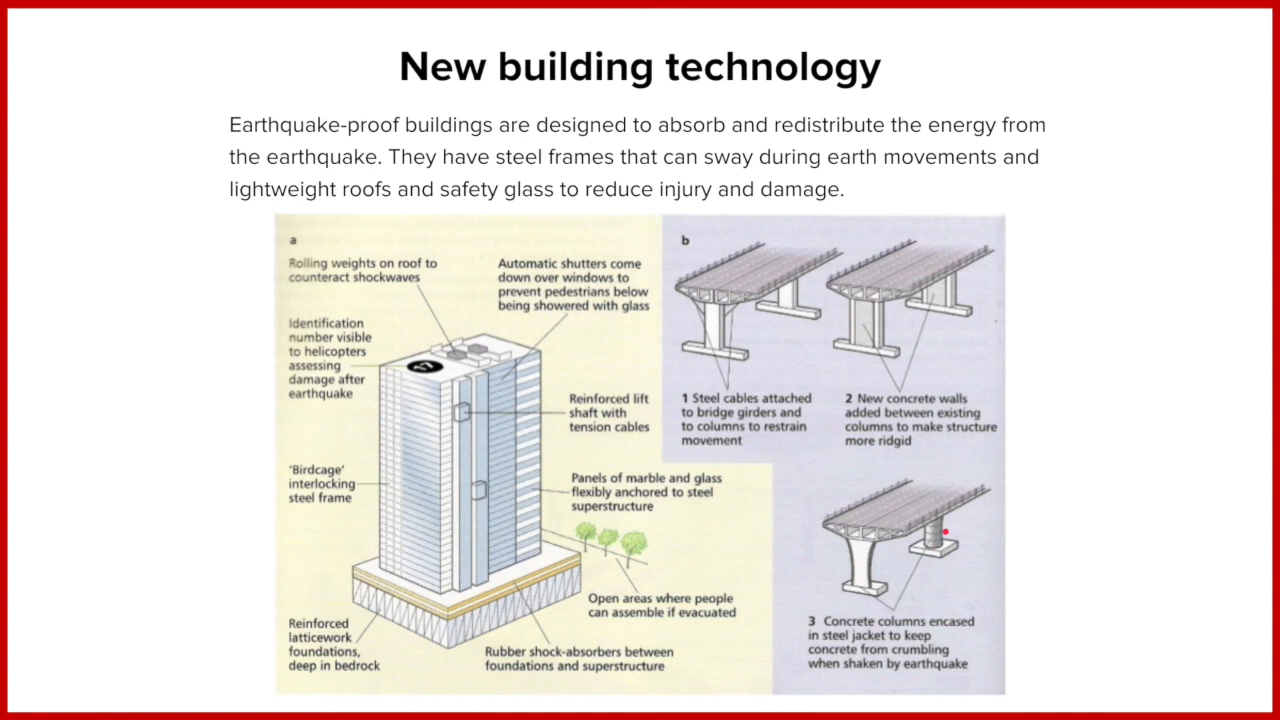 New building technology
Earthquake-proof buildings are designed to absorb and redistribute the energy from
the earthquake. They have steel frames that can sway during earth movements and
lightweight roofs and safety glass to reduce injury and damage.
a
Rolling weights on roof to
counteract shockwaves
Automatic shutters come
down over windows to
prevent pedestrians below
being showered with glass
Identification
number visible
to helicopters
assessing
damage after
earthquake
17
Reinforced lift
shaft with
tension cables
'Birdcage'
interlocking
steel frame
Panels of marble and glass
flexibly anchored to steel
superstructure
Open areas where people
can assemble if evacuated
Reinforced
latticework
foundations,
deep in bedrock
Rubber shock-absorbers between
foundations and superstructure
b
1 Steel cables attached
to bridge girders and
to columns to restrain
movement
2 New concrete walls
added between existing
columns to make structure
more ridgid
3 Concrete columns encased
in steel jacket to keep
concrete from crumbling
when shaken by earthquake